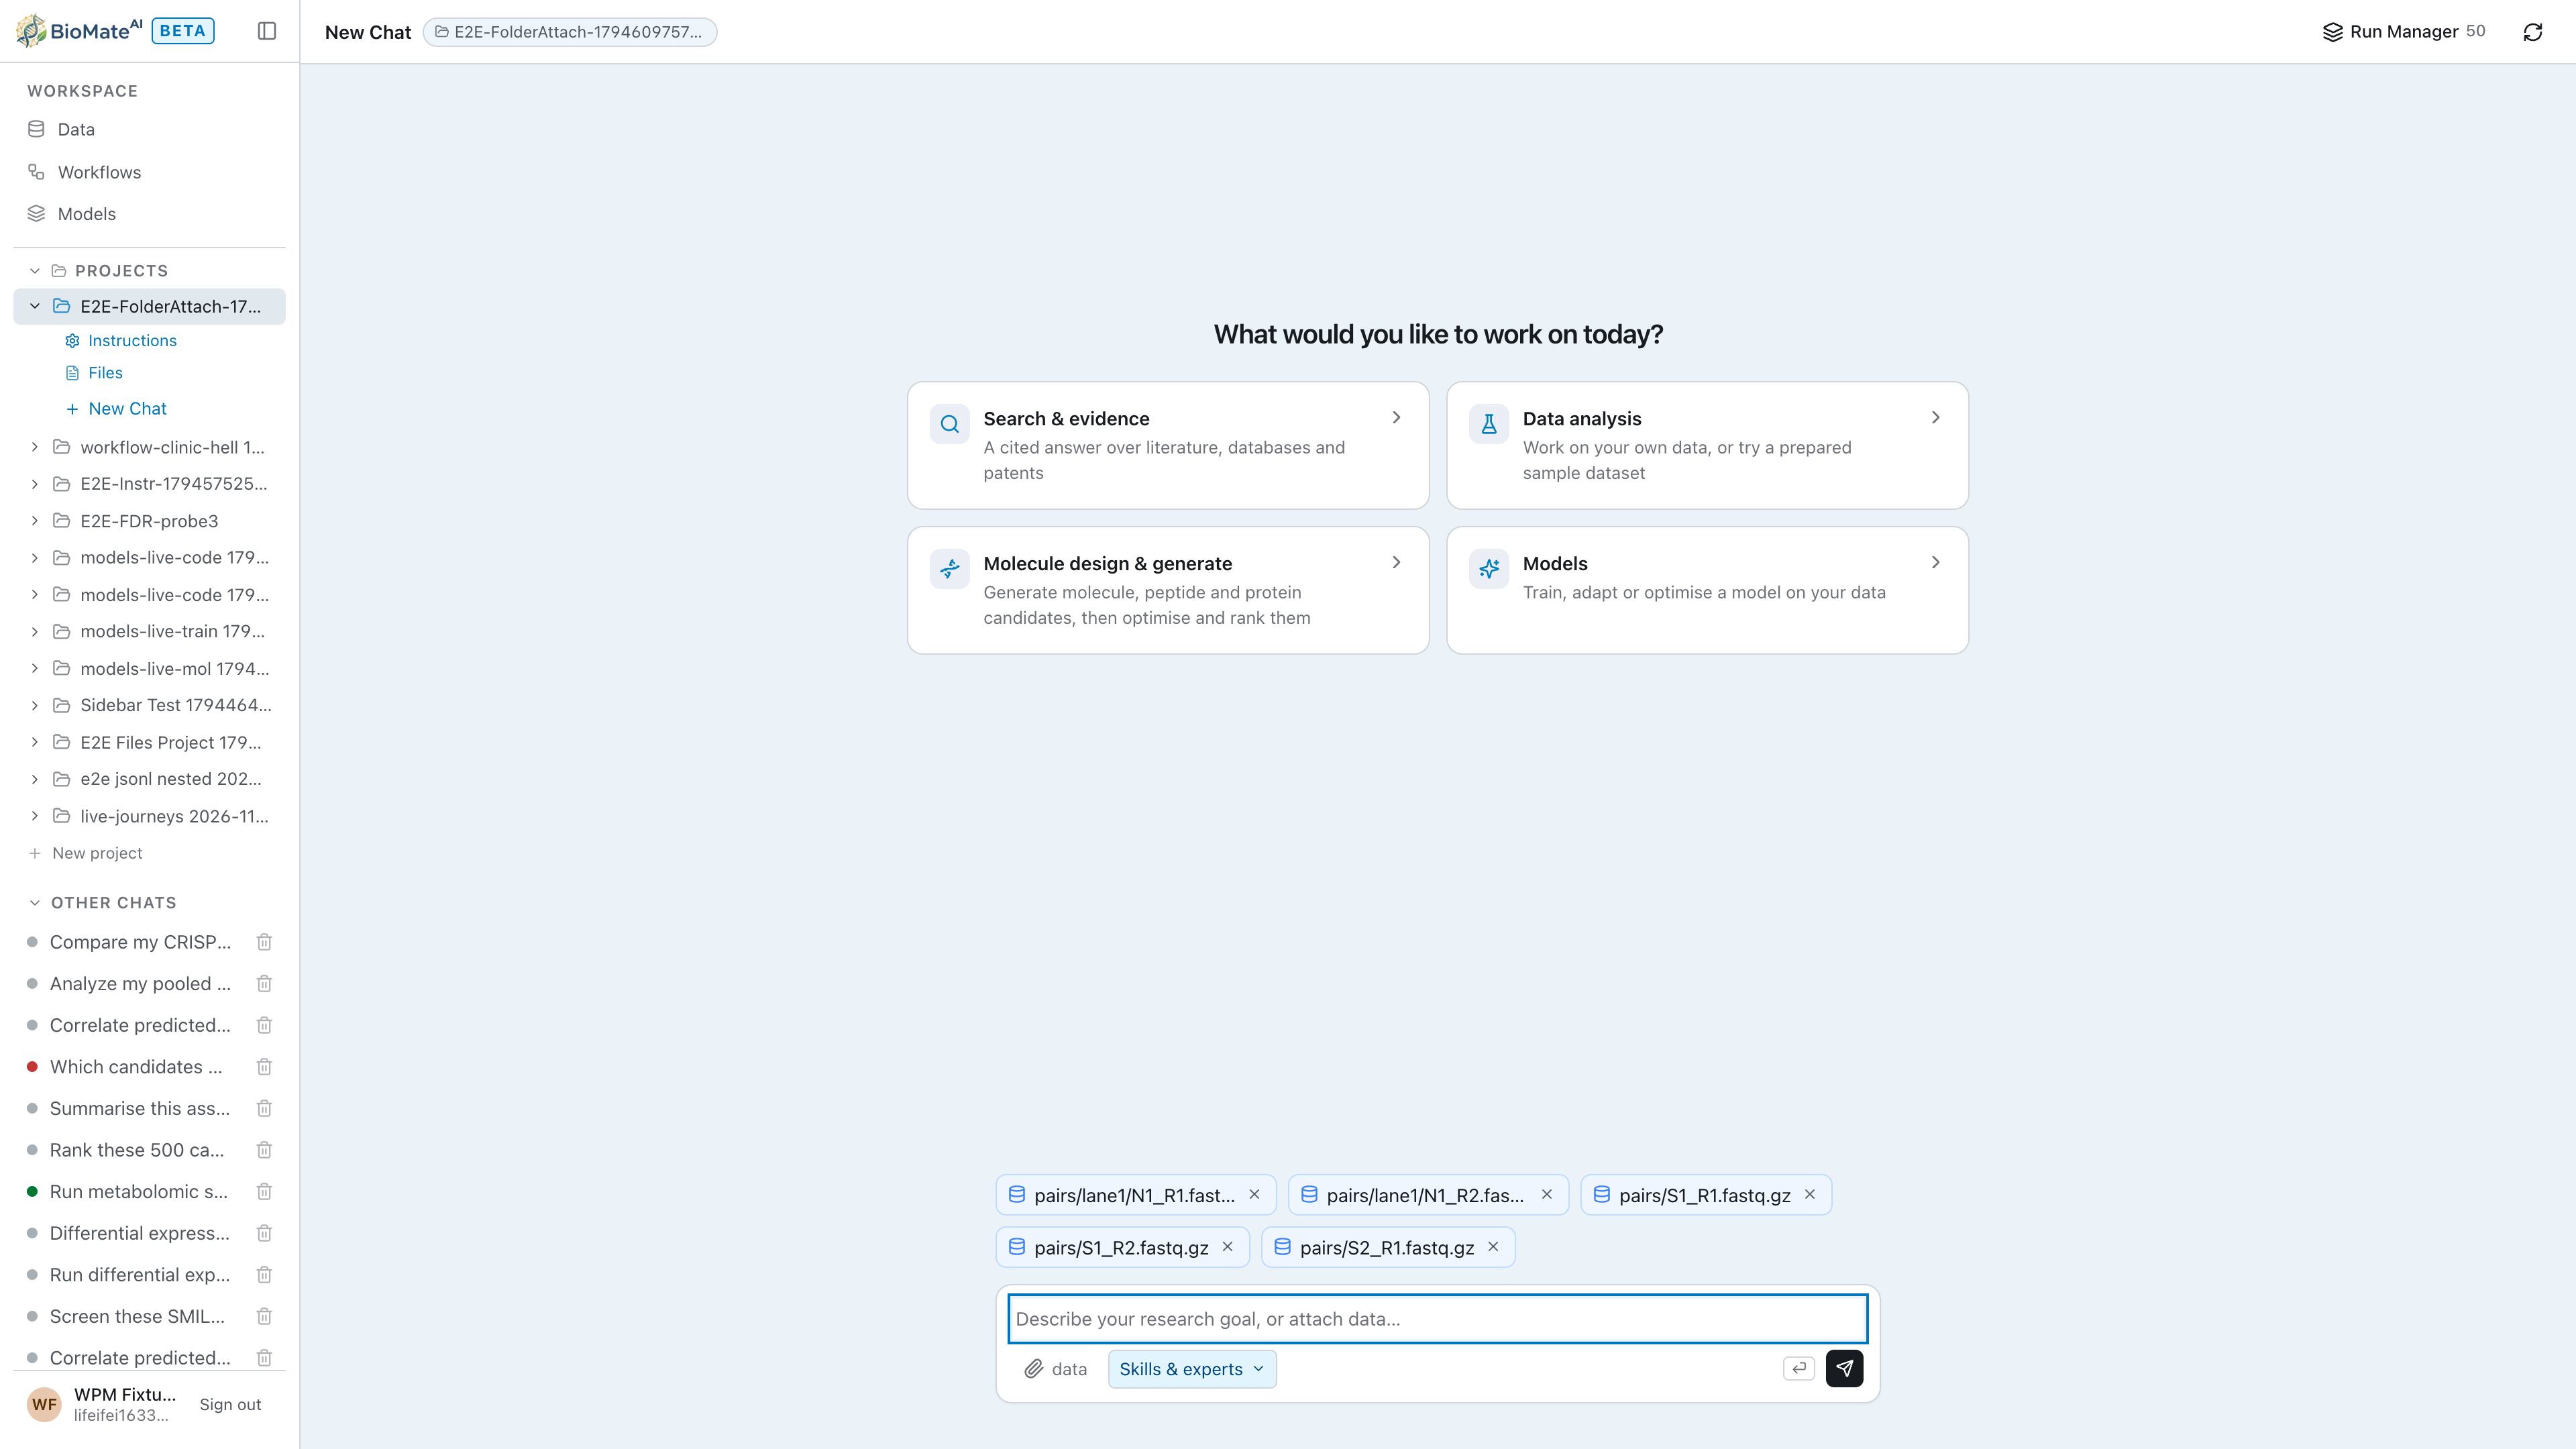 BioMate AI BETA
WORKSPACE
Data
Workflows
Models
PROJECTS
E2E-FolderAttach-17...
Instructions
Files
New Chat
workflow-clinic-hell 1...
E2E-Instr-179457525...
E2E-FDR-probe3
models-live-code 179...
models-live-code 179...
models-live-train 179...
models-live-mol 1794...
Sidebar Test 1794464...
E2E Files Project 179...
e2e jsonl nested 202...
live-journeys 2026-11...
New project
OTHER CHATS
Compare my CRISP...
Analyze my pooled ...
Correlate predicted...
Which candidates ...
Summarise this ass...
Rank these 500 ca...
Run metabolomic s...
Differential express...
Run differential exp...
Screen these SMIL...
Correlate predicted...
WF
WPM Fixtu...
lifeifei1633...
Sign out
New Chat E2E-FolderAttach-1794609757...
Run Manager 50
What would you like to work on today?
Search & evidence
A cited answer over literature, databases and
patents
Data analysis
Work on your own data, or try a prepared
sample dataset
Molecule design & generate
Generate molecule, peptide and protein
candidates, then optimise and rank them
Models
Train, adapt or optimise a model on your data
pairs/lane1/N1_R1.fast...
pairs/lane1/N1_R2.fas...
pairs/S1_R1.fastq.gz
pairs/S1_R2.fastq.gz
pairs/S2_R1.fastq.gz
Describe your research goal, or attach data...
data
Skills & experts